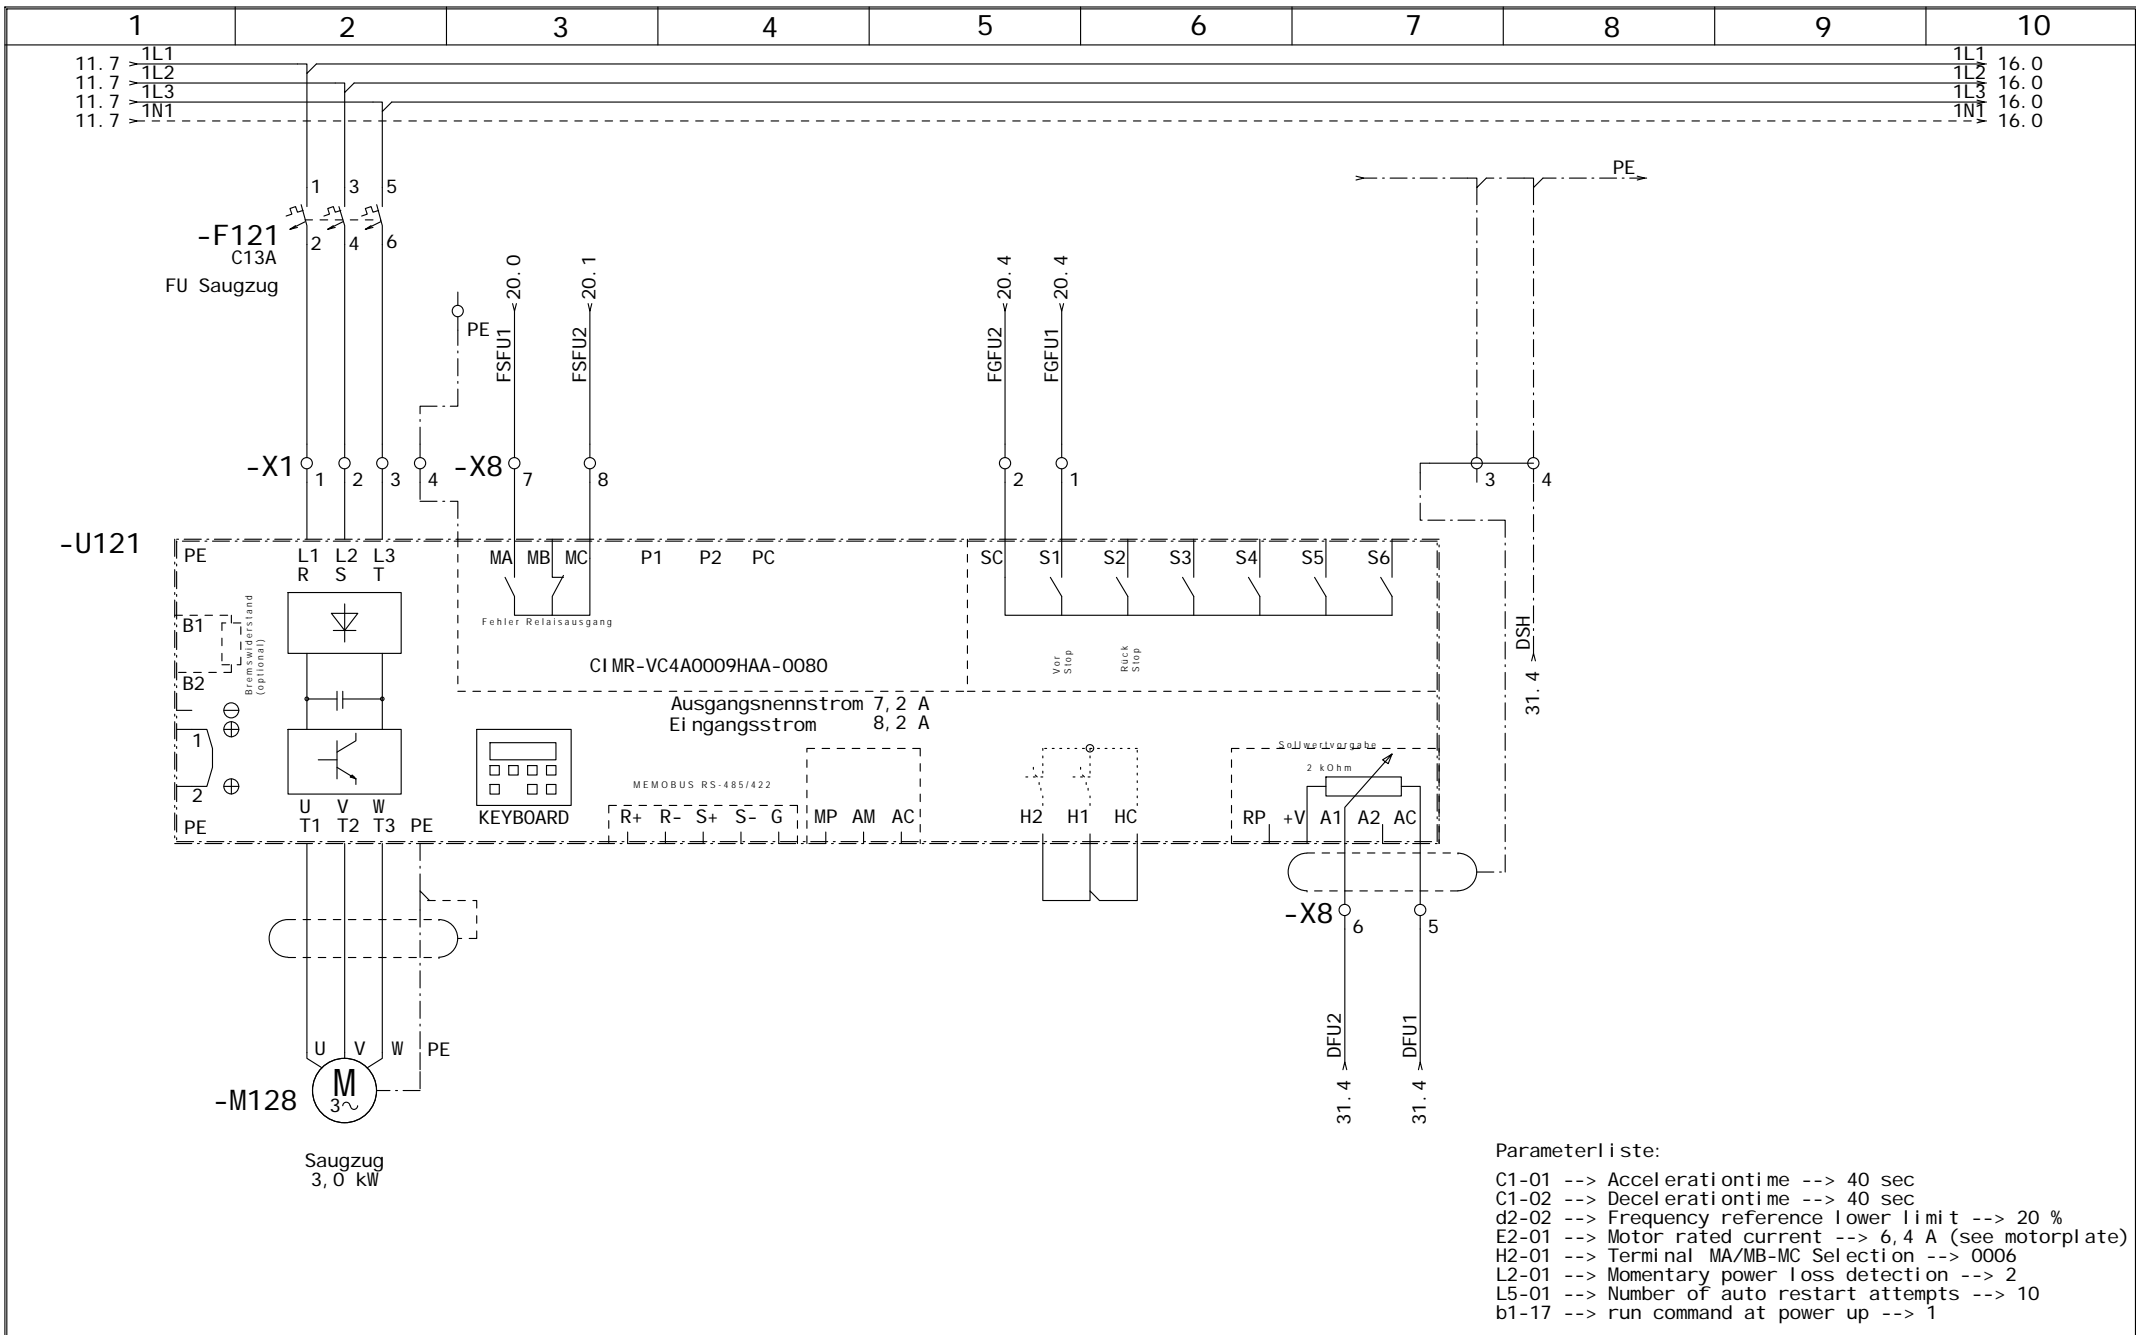 1 2 3 4 5 6 7 8 9 10
11.7 1L1 1L1 16.0
11.7 1L2 1L2 16.0
11.7 1L3 1L3 16.0
11.7 1N1 1N1 16.0
PE
1 3 5
-F121
2 4 6
C13A
FU Saugzug
20.0 20.1 20.4 20.4
PE
FSFU1 FSFU2 FGFU2 FGFU1
-X1 1 2 3 4 -X8 7 8 2 1 3 4
-U121
PE L1 L2 L3 MA MB MC P1 P2 PC SC S1 S2 S3 S4 S5 S6
R S T
Fehler Relaisausgang
B1
Bremswiderstand
(optional)
B2
CIMR-VC4A0009HAA-0080
Vor
Stop
Rück
Stop
DSH
31.4
Ausgangsnennstrom 7,2 A
Eingangsstrom 8,2 A
1
2
Sollwertvorgabe
2 kOhm
MEMOBUS RS-485/422
U V W
KEYBOARD
R+ R- S+ S- G MP AM AC H2 H1 HC RP +V A1 A2 AC
PE T1 T2 T3 PE
-X8 6 5
DFU2 DFU1
31.4 31.4
U V W PE
-M128
M
3~
Saugzug
3,0 kW
Parameterliste:
C1-01 --> Accelerationtime --> 40 sec
C1-02 --> Decelerationtime --> 40 sec
d2-02 --> Frequency reference lower limit --> 20 %
E2-01 --> Motor rated current --> 6,4 A (see motorplate)
H2-01 --> Terminal MA/MB-MC Selection --> 0006
L2-01 --> Momentary power loss detection --> 2
L5-01 --> Number of auto restart attempts --> 10
b1-17 --> run command at power up --> 1